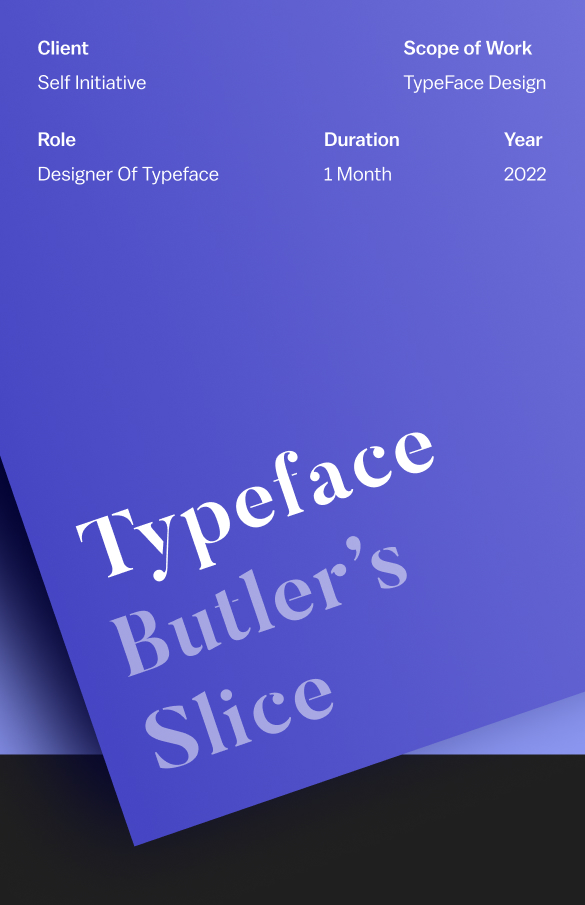 Client
Scope of Work
Self Initiative
TypeFace Design
Role
Duration
Year
Designer Of Typeface
1 Month
2022
Typeface
Butler's
Slice